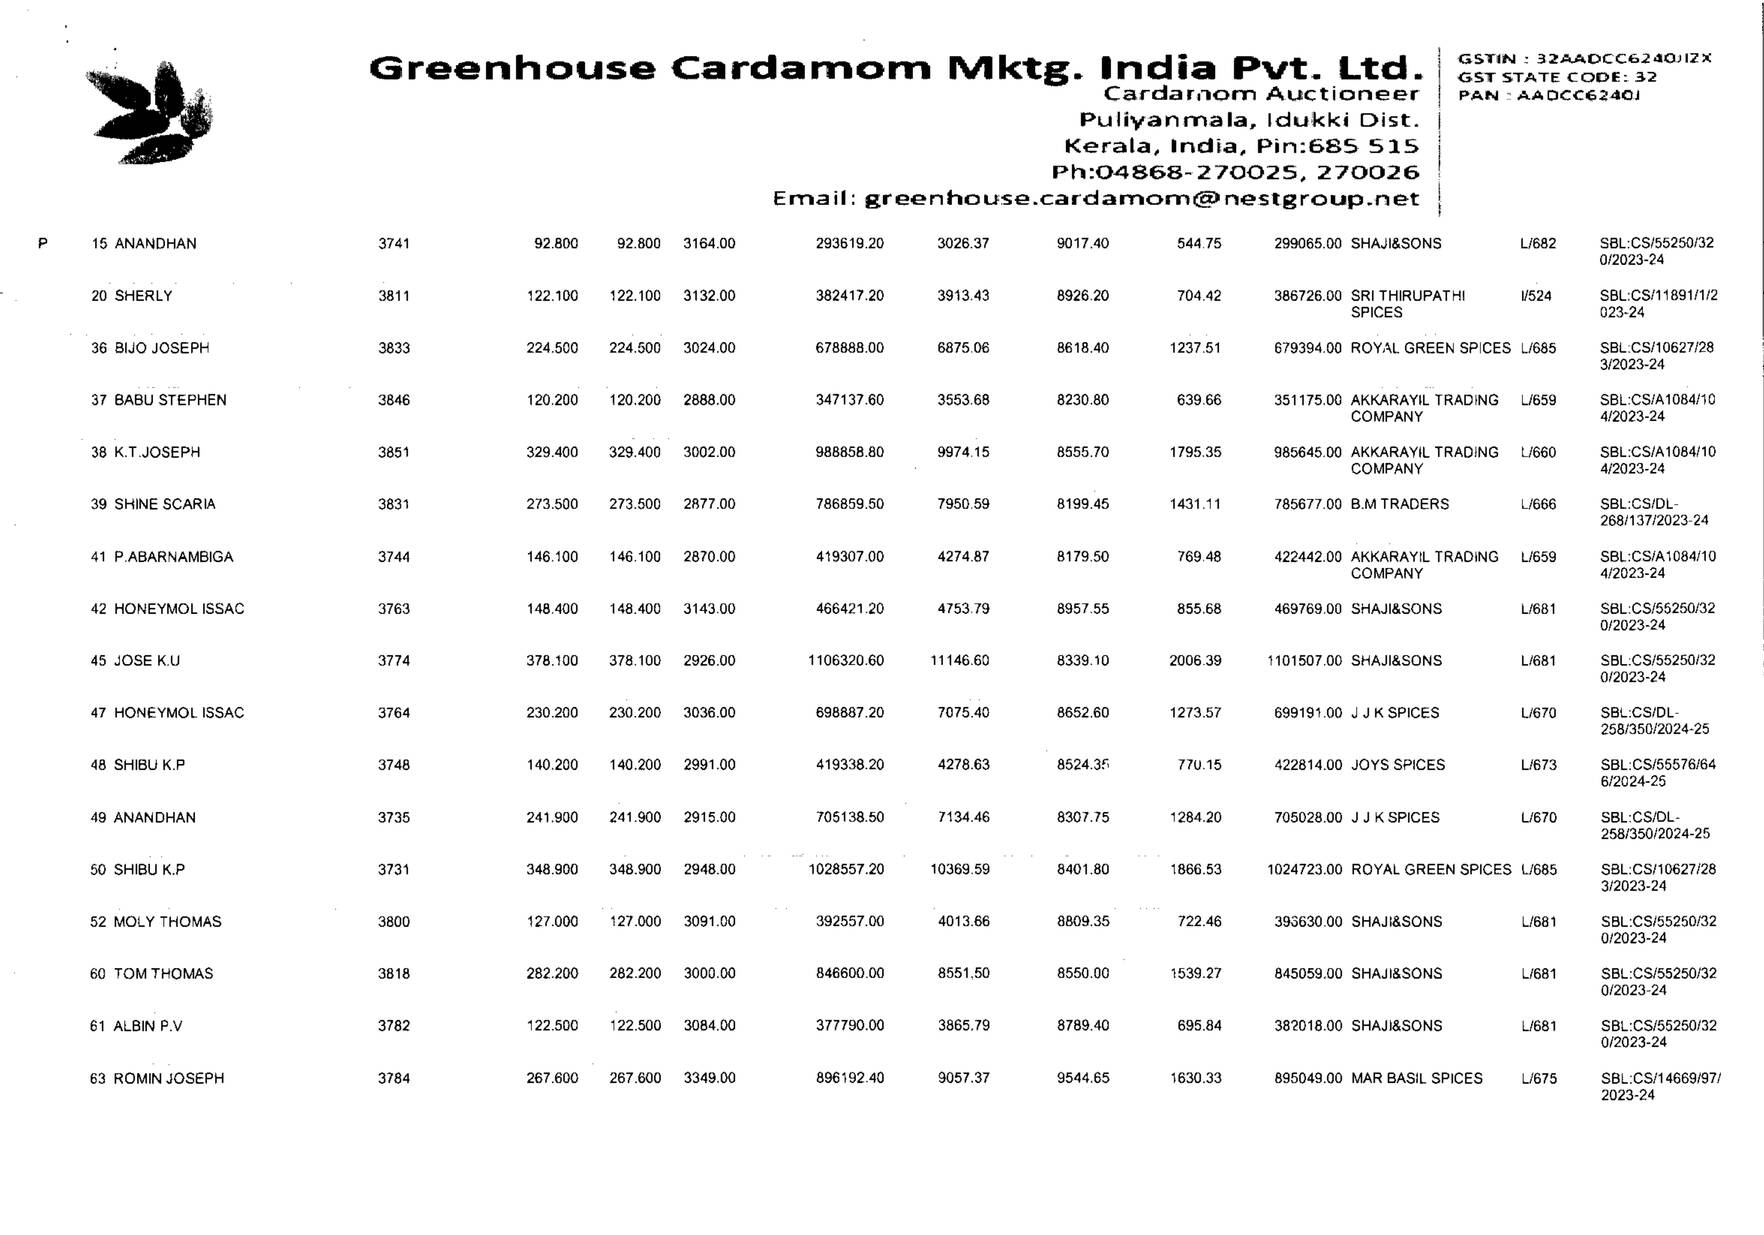 Greenhouse Cardamom Mktg. India Pvt. Ltd.
Cardamom Auctioneer
Puliyanmala, Idukki Dist.
Kerala, India, Pin:685 515
Ph:04868-270025, 270026
Email: greenhouse.cardamom@nestgroup.net
GSTIN : 32AADCC6240J1ZX
GST STATE CODE: 32
PAN : AADCC6240J
P 15 ANANDHAN 3741 92.800 92.800 3164.00 293619.20 3026.37 9017.40 544.75 299065.00 SHAJI&SONS L/682 SBL:CS/55250/32
0/2023-24
20 SHERLY 3811 122.100 122.100 3132.00 382417.20 3913.43 8926.20 704.42 386726.00 SRI THIRUPATHI I/524 SBL:CS/11891/1/2
SPICES 023-24
36 BIJO JOSEPH 3833 224.500 224.500 3024.00 678888.00 6875.06 8618.40 1237.51 679394.00 ROYAL GREEN SPICES L/685 SBL:CS/10627/28
3/2023-24
37 BABU STEPHEN 3846 120.200 120.200 2888.00 347137.60 3553.68 8230.80 639.66 351175.00 AKKARAYIL TRADING L/659 SBL:CS/A1084/10
COMPANY 4/2023-24
38 K.T.JOSEPH 3851 329.400 329.400 3002.00 988858.80 9974.15 8555.70 1795.35 985645.00 AKKARAYIL TRADING L/660 SBL:CS/A1084/10
COMPANY 4/2023-24
39 SHINE SCARIA 3831 273.500 273.500 2877.00 786859.50 7950.59 8199.45 1431.11 785677.00 B.M TRADERS L/666 SBL:CS/DL-
268/137/2023-24
41 P.ABARNAMBIGA 3744 146.100 146.100 2870.00 419307.00 4274.87 8179.50 769.48 422442.00 AKKARAYIL TRADING L/659 SBL:CS/A1084/10
COMPANY 4/2023-24
42 HONEYMOL ISSAC 3763 148.400 148.400 3143.00 466421.20 4753.79 8957.55 855.68 469769.00 SHAJI&SONS L/681 SBL:CS/55250/32
0/2023-24
45 JOSE K.U 3774 378.100 378.100 2926.00 1106320.60 11146.60 8339.10 2006.39 1101507.00 SHAJI&SONS L/681 SBL:CS/55250/32
0/2023-24
47 HONEYMOL ISSAC 3764 230.200 230.200 3036.00 698887.20 7075.40 8652.60 1273.57 699191.00 J J K SPICES L/670 SBL:CS/DL-
258/350/2024-25
48 SHIBU K.P 3748 140.200 140.200 2991.00 419338.20 4278.63 8524.35 770.15 422814.00 JOYS SPICES L/673 SBL:CS/55576/64
6/2024-25
49 ANANDHAN 3735 241.900 241.900 2915.00 705138.50 7134.46 8307.75 1284.20 705028.00 J J K SPICES L/670 SBL:CS/DL-
258/350/2024-25
50 SHIBU K.P 3731 348.900 348.900 2948.00 1028557.20 10369.59 8401.80 1866.53 1024723.00 ROYAL GREEN SPICES L/685 SBL:CS/10627/28
3/2023-24
52 MOLY THOMAS 3800 127.000 127.000 3091.00 392557.00 4013.66 8809.35 722.46 396630.00 SHAJI&SONS L/681 SBL:CS/55250/32
0/2023-24
60 TOM THOMAS 3818 282.200 282.200 3000.00 846600.00 8551.50 8550.00 1539.27 845059.00 SHAJI&SONS L/681 SBL:CS/55250/32
0/2023-24
61 ALBIN P.V 3782 122.500 122.500 3084.00 377790.00 3865.79 8789.40 695.84 382018.00 SHAJI&SONS L/681 SBL:CS/55250/32
0/2023-24
63 ROMIN JOSEPH 3784 267.600 267.600 3349.00 896192.40 9057.37 9544.65 1630.33 895049.00 MAR BASIL SPICES L/675 SBL:CS/14669/97/
2023-24